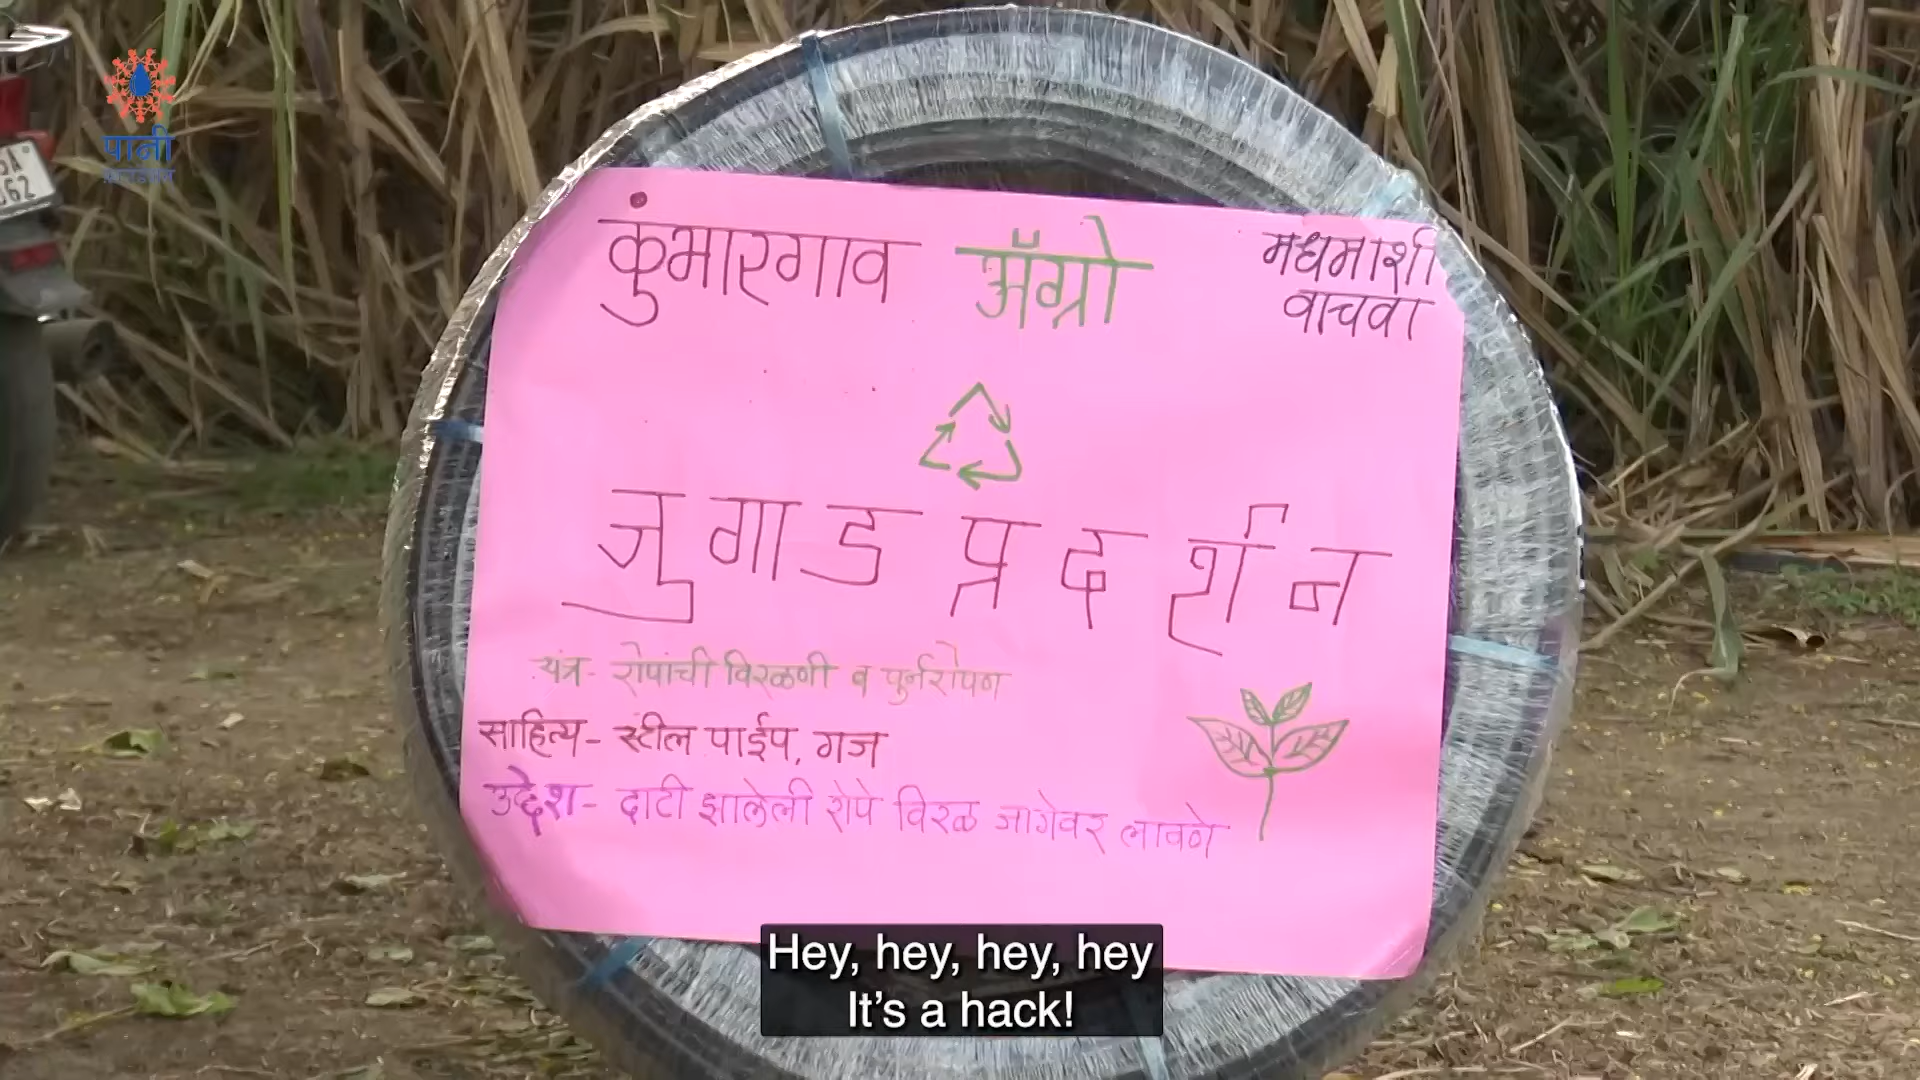 पानी
फाउंडेशन
कुंभारगाव अ‍ॅग्रो
मधमाशी
वाचवा
जुगाड प्रदर्शन
यंत्र- रोपांची विरळणी व पुर्नरोपण
साहित्य- स्टील पाईप, गज
उद्देश- दाटी झालेली रोपे विरळ जागेवर लावणे
Hey, hey, hey, hey
It's a hack!